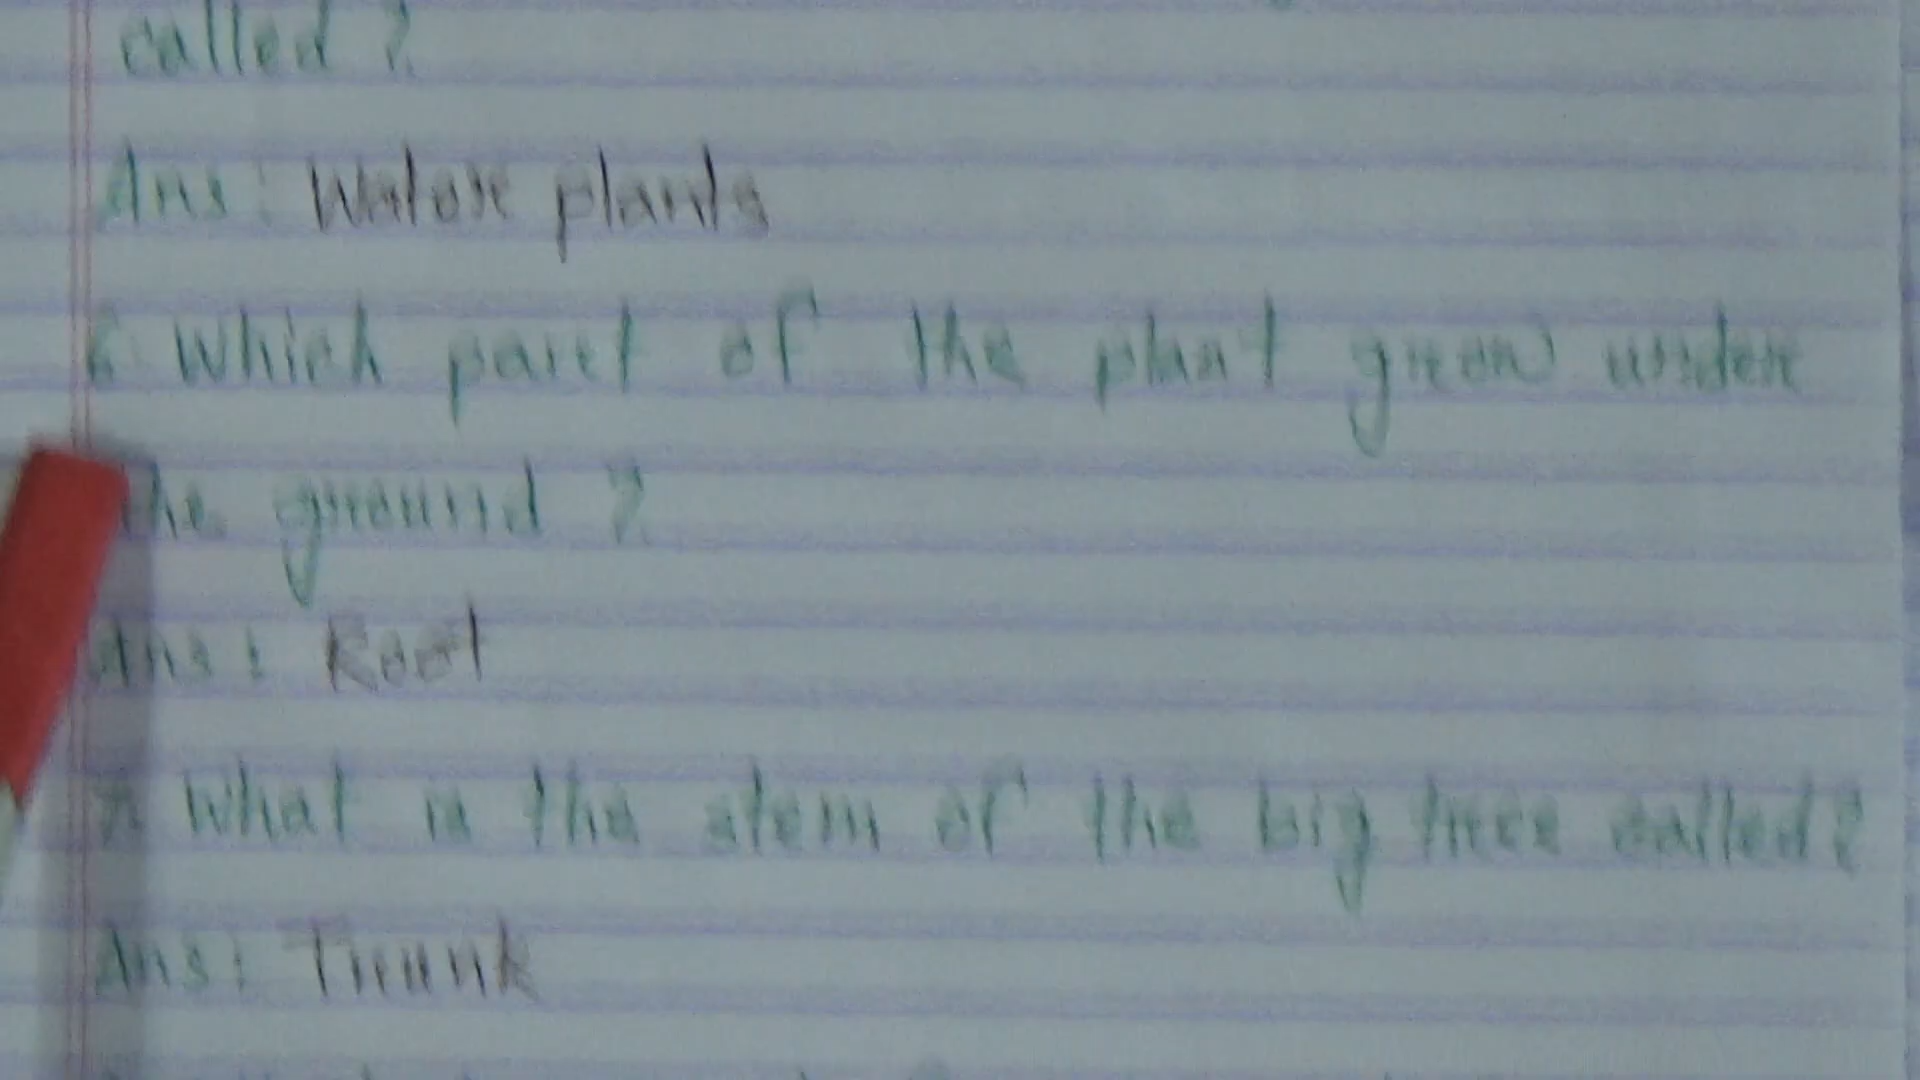 called?
Ans: Water plants
6. Which part of the plant grow under
the ground?
Ans: Root
7. What is the stem of the big tree called?
Ans: Trunk